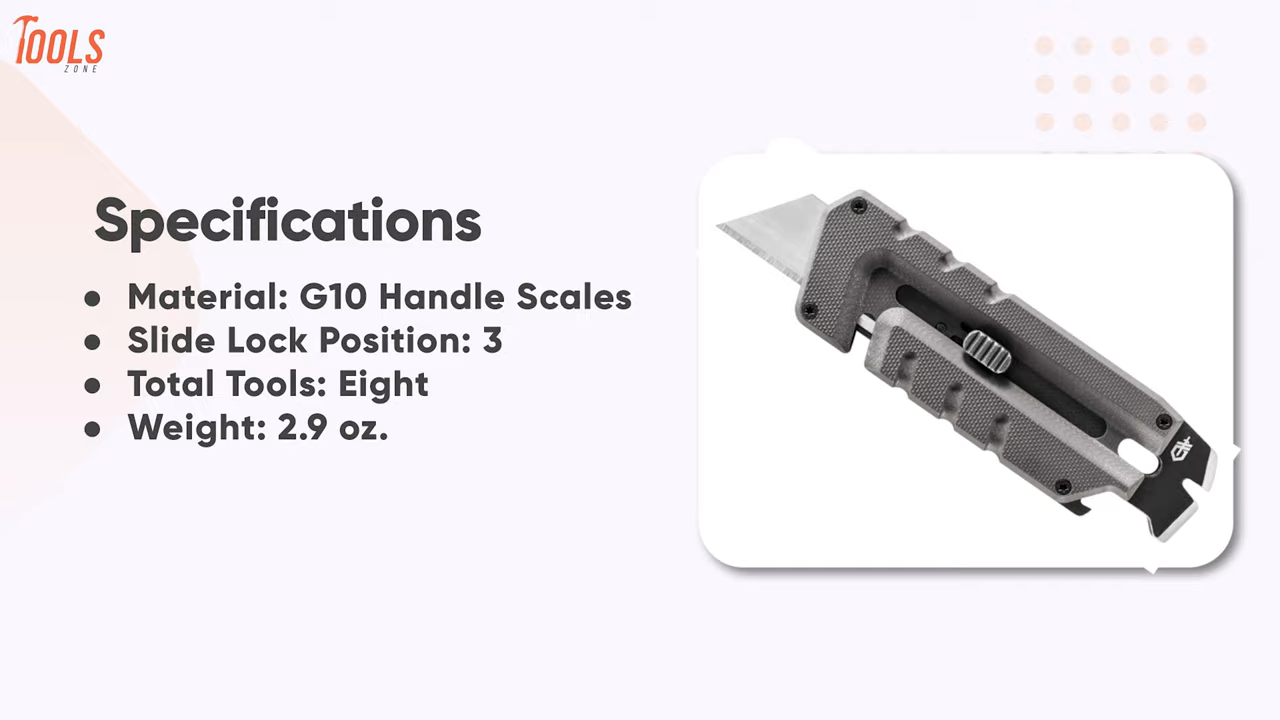 TOOLS
ZONE
Specifications
● Material: G10 Handle Scales
● Slide Lock Position: 3
● Total Tools: Eight
● Weight: 2.9 oz.